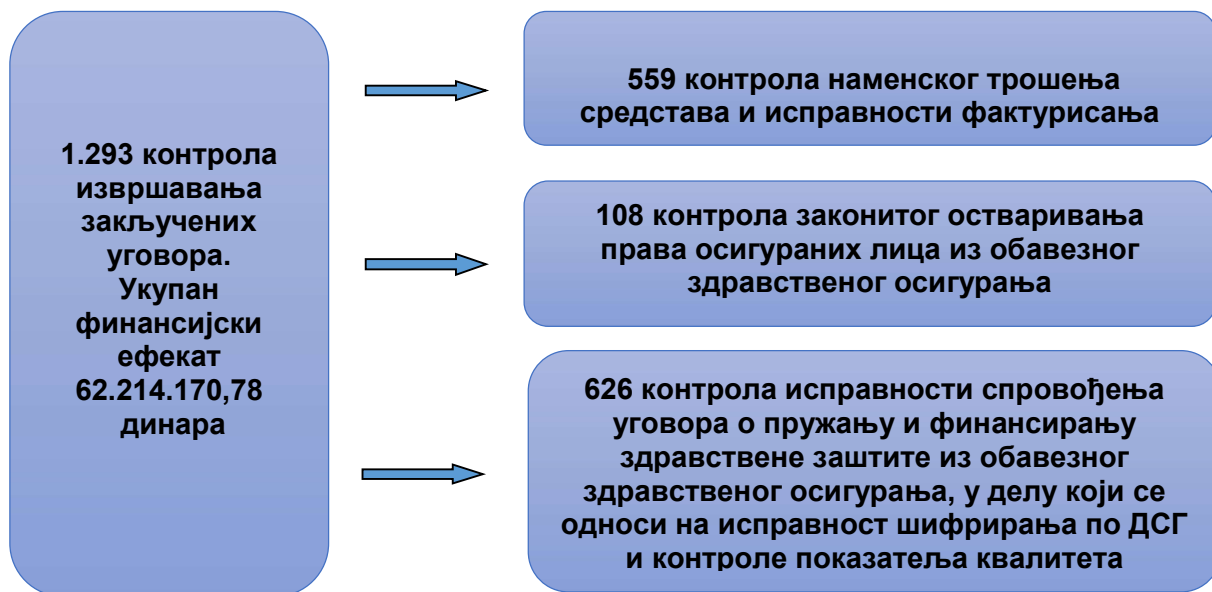 1.293 контрола
извршавања
закључених
уговора.
Укупан
финансијски
ефекат
62.214.170,78
динара
559 контрола наменског трошења
средстава и исправности фактурисања
108 контрола законитог остваривања
права осигураних лица из обавезног
здравственог осигурања
626 контрола исправности спровођења
уговора о пружању и финансирању
здравствене заштите из обавезног
здравственог осигурања, у делу који се
односи на исправност шифрирања по ДСГ
и контроле показатеља квалитета